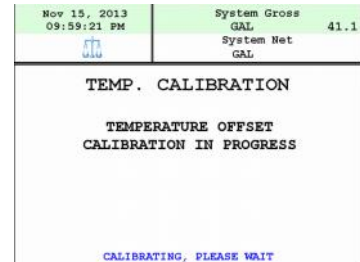 Nov 15, 2013
09:59:21 PM
System Gross
GAL 41.1
System Net
GAL
TEMP. CALIBRATION
TEMPERATURE OFFSET
CALIBRATION IN PROGRESS
CALIBRATING, PLEASE WAIT